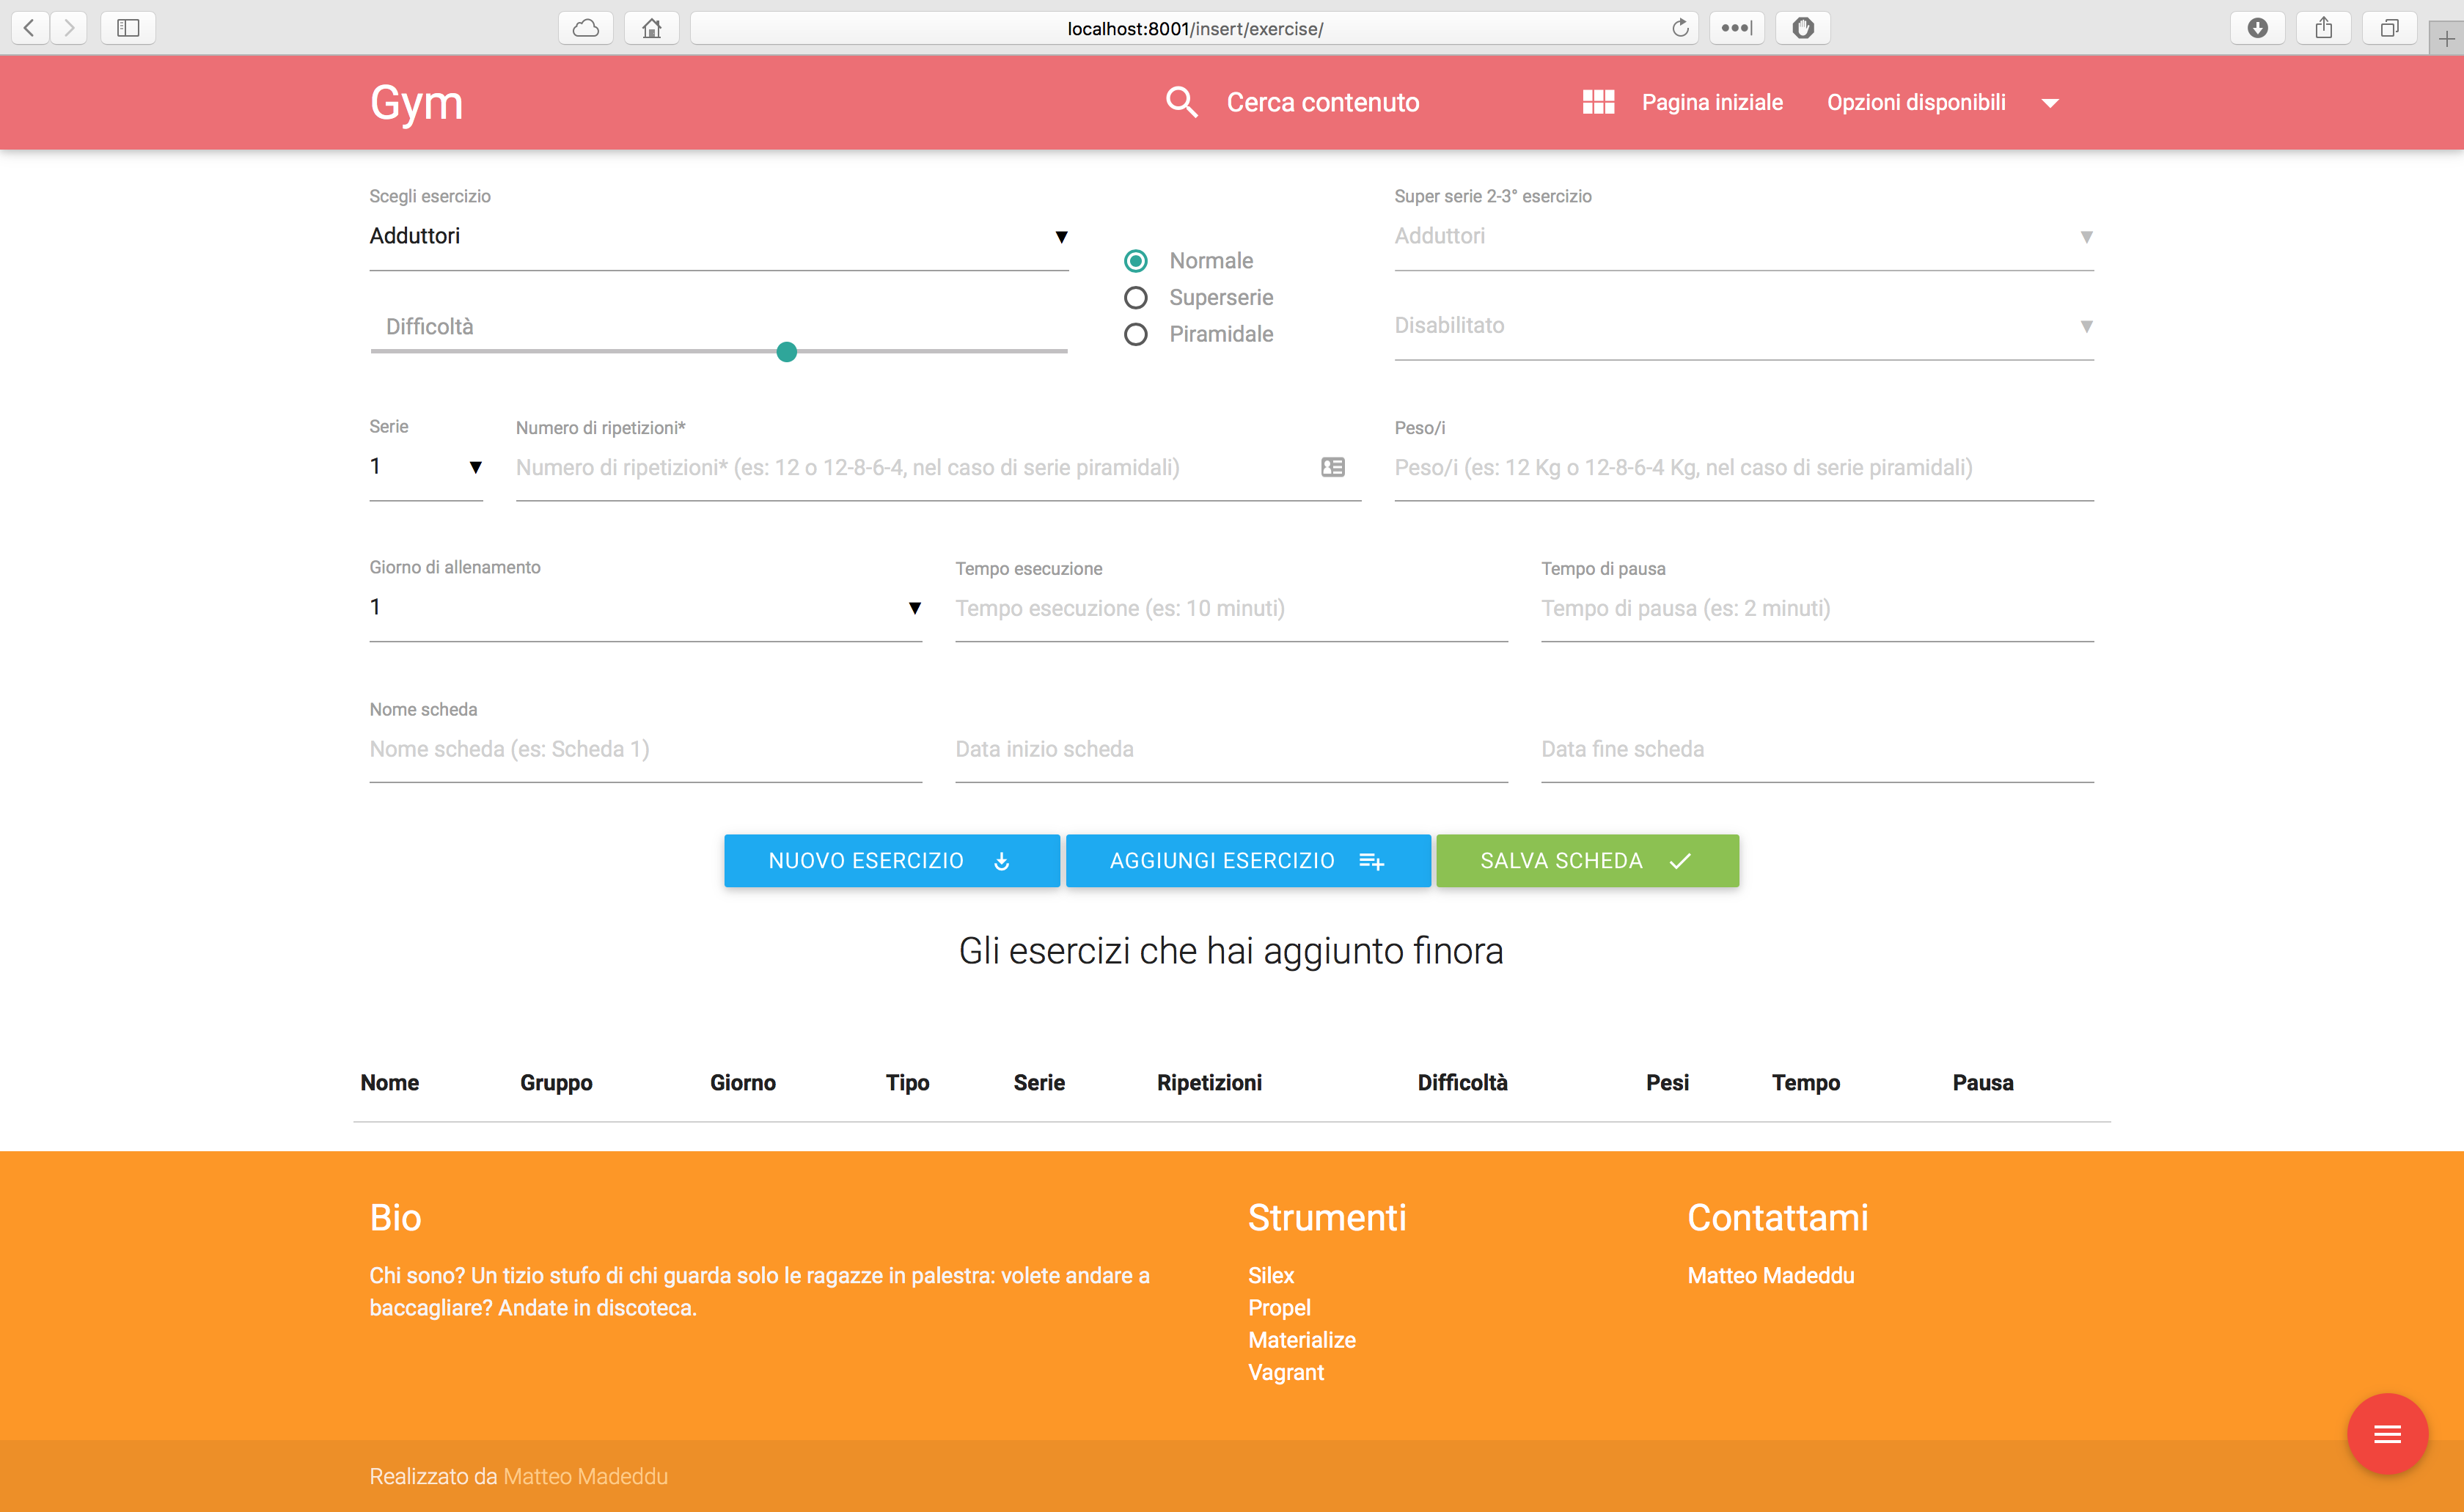 localhost:8001/insert/exercise/
Gym
Cerca contenuto
Pagina iniziale
Opzioni disponibili
Scegli esercizio
Adduttori
Difficoltà
Normale
Superserie
Piramidale
Super serie 2-3° esercizio
Adduttori
Disabilitato
Serie
1
Numero di ripetizioni*
Numero di ripetizioni* (es: 12 o 12-8-6-4, nel caso di serie piramidali)
Peso/i
Peso/i (es: 12 Kg o 12-8-6-4 Kg, nel caso di serie piramidali)
Giorno di allenamento
1
Tempo esecuzione
Tempo esecuzione (es: 10 minuti)
Tempo di pausa
Tempo di pausa (es: 2 minuti)
Nome scheda
Nome scheda (es: Scheda 1)
Data inizio scheda
Data fine scheda
NUOVO ESERCIZIO
AGGIUNGI ESERCIZIO
SALVA SCHEDA
Gli esercizi che hai aggiunto finora
Nome Gruppo Giorno Tipo Serie Ripetizioni Difficoltà Pesi Tempo Pausa
Bio
Chi sono? Un tizio stufo di chi guarda solo le ragazze in palestra: volete andare a
baccagliare? Andate in discoteca.
Strumenti
Silex
Propel
Materialize
Vagrant
Contattami
Matteo Madeddu
Realizzato da Matteo Madeddu